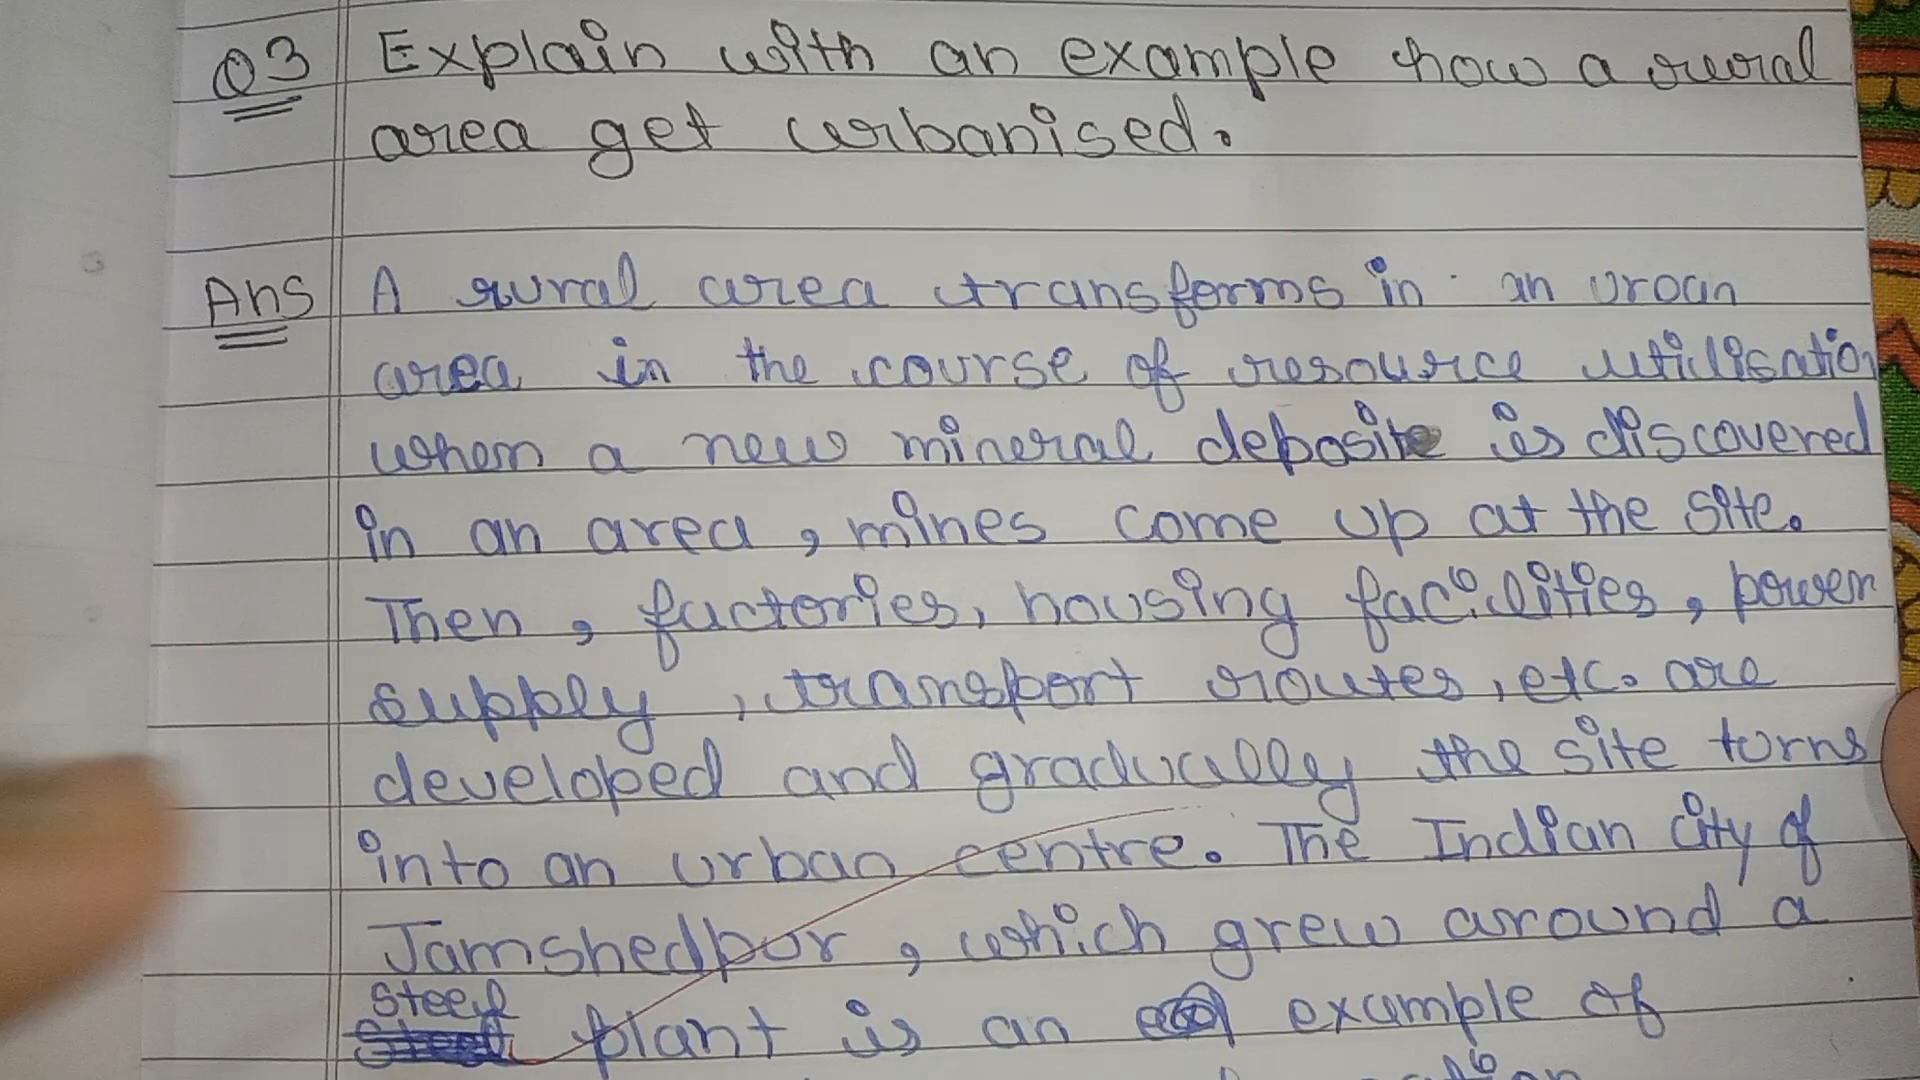 Q3 Explain with an example how a rural
area get urbanised.
Ans A rural area transforms in an urban
area in the course of resource utilisation
when a new mineral deposite is discovered
in an area, mines come up at the site.
Then, factories, housing facilities, power
supply, transport routes, etc. are
developed and gradually the site turns
into an urban centre. The Indian city of
Jamshedpur, which grew around a
Steel
plant is an example of